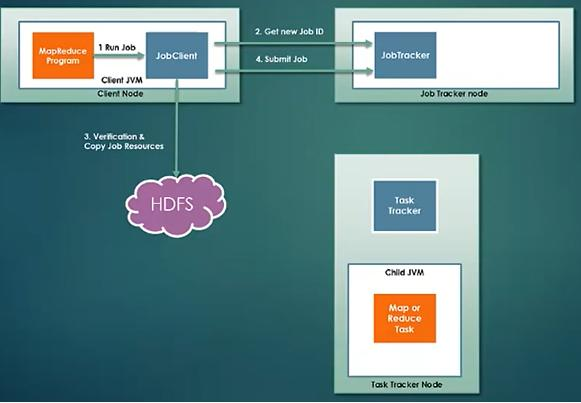 MapReduce
Program
1 Run Job
JobClient
Client JVM
Client Node
2. Get new Job ID
4. Submit Job
JobTracker
Job Tracker node
3. Verification &
Copy Job Resources
HDFS
Task
Tracker
Child JVM
Map or
Reduce
Task
Task Tracker Node